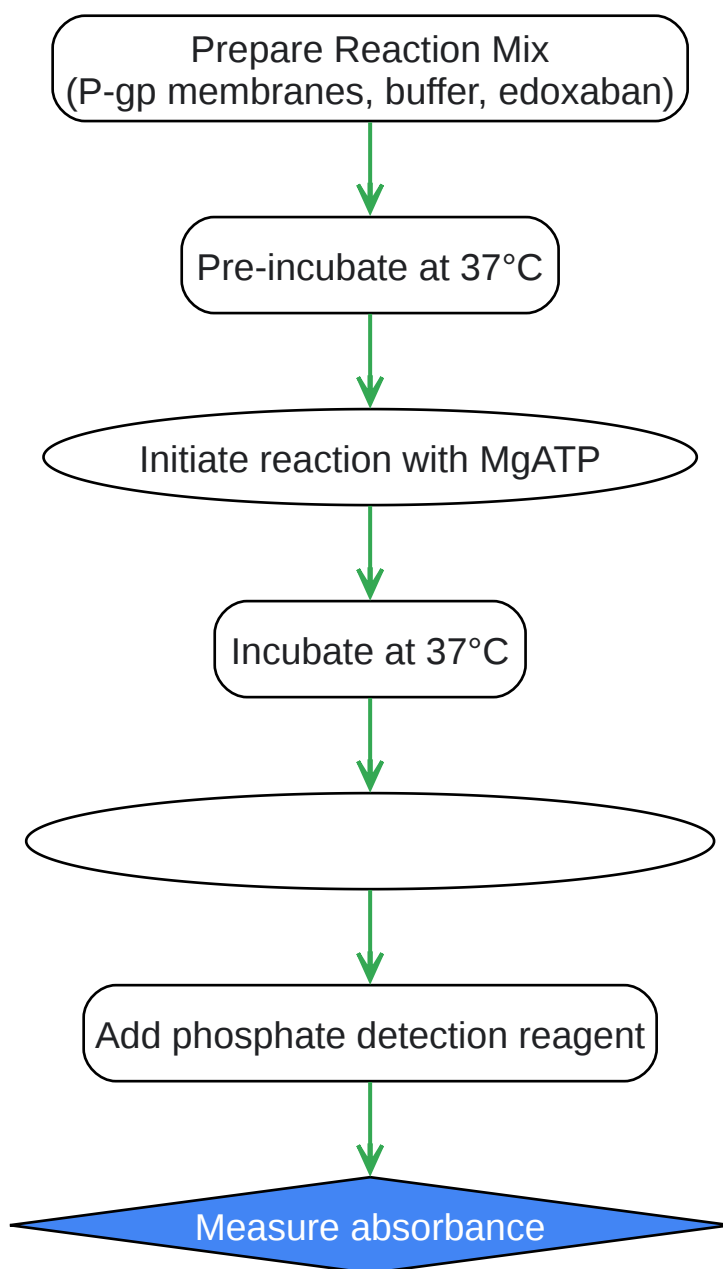 Prepare Reaction Mix
(P-gp membranes, buffer, edoxaban)
Pre-incubate at 37°C
Initiate reaction with MgATP
Incubate at 37°C
Add phosphate detection reagent
Measure absorbance